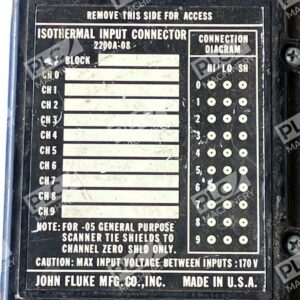 REMOVE THIS SIDE FOR ACCESS
ISOTHERMAL INPUT CONNECTOR
2200A-08
CONNECTION
DIAGRAM
BLOCK
HI LO SH
CH 0
CH 1
CH 2
CH 3
CH 4
CH 5
CH 6
CH 7
CH 8
CH 9
0
1
2
3
4
5
6
7
8
9
NOTE: FOR -05 GENERAL PURPOSE
SCANNER TIE SHIELDS TO
CHANNEL ZERO SHLD ONLY.
CAUTION: MAX INPUT VOLTAGE BETWEEN INPUTS: 170 V
JOHN FLUKE MFG. CO., INC. MADE IN U.S.A.